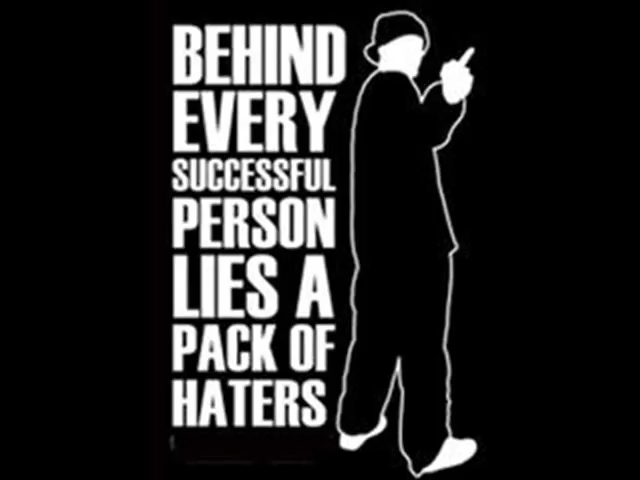 BEHIND
EVERY
SUCCESSFUL
PERSON
LIES A
PACK OF
HATERS